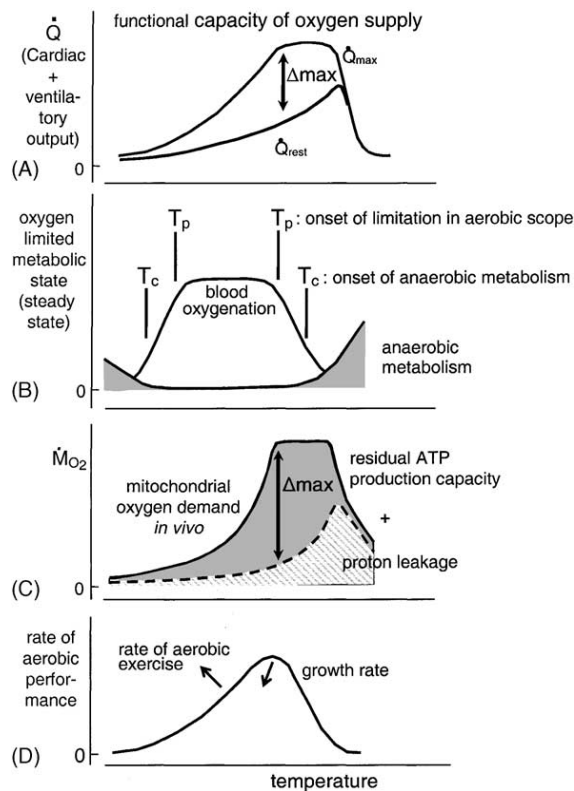 functional capacity of oxygen supply
Q̇
(Cardiac
+
ventila-
tory
output)
Δmax
Q̇max
Q̇rest
0
(A)
oxygen
limited
metabolic
state
(steady
state)
Tp
Tp : onset of limitation in aerobic scope
Tc
Tc : onset of anaerobic metabolism
blood
oxygenation
anaerobic
metabolism
0
(B)
ṀO2
mitochondrial
oxygen demand
in vivo
Δmax
residual ATP
production capacity
+
proton leakage
0
(C)
rate of
aerobic
perfor-
mance
rate of aerobic
exercise
growth rate
0
(D)
temperature